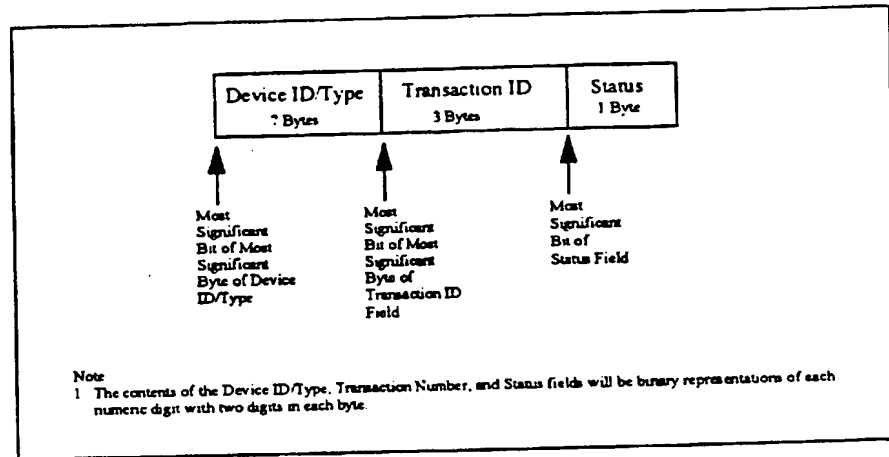 Device ID/Type
Bytes
Transaction ID
3 Bytes
Status
1 Byte
Most
Significant
Bit of Most
Significant
Byte of Device
ID/Type
Most
Significant
Bit of Most
Significant
Byte of
Transaction ID
Field
Most
Significant
Bit of
Status Field
Note
1 The contents of the Device ID/Type, Transaction Number, and Status fields will be binary representations of each
numeric digit with two digits in each byte.